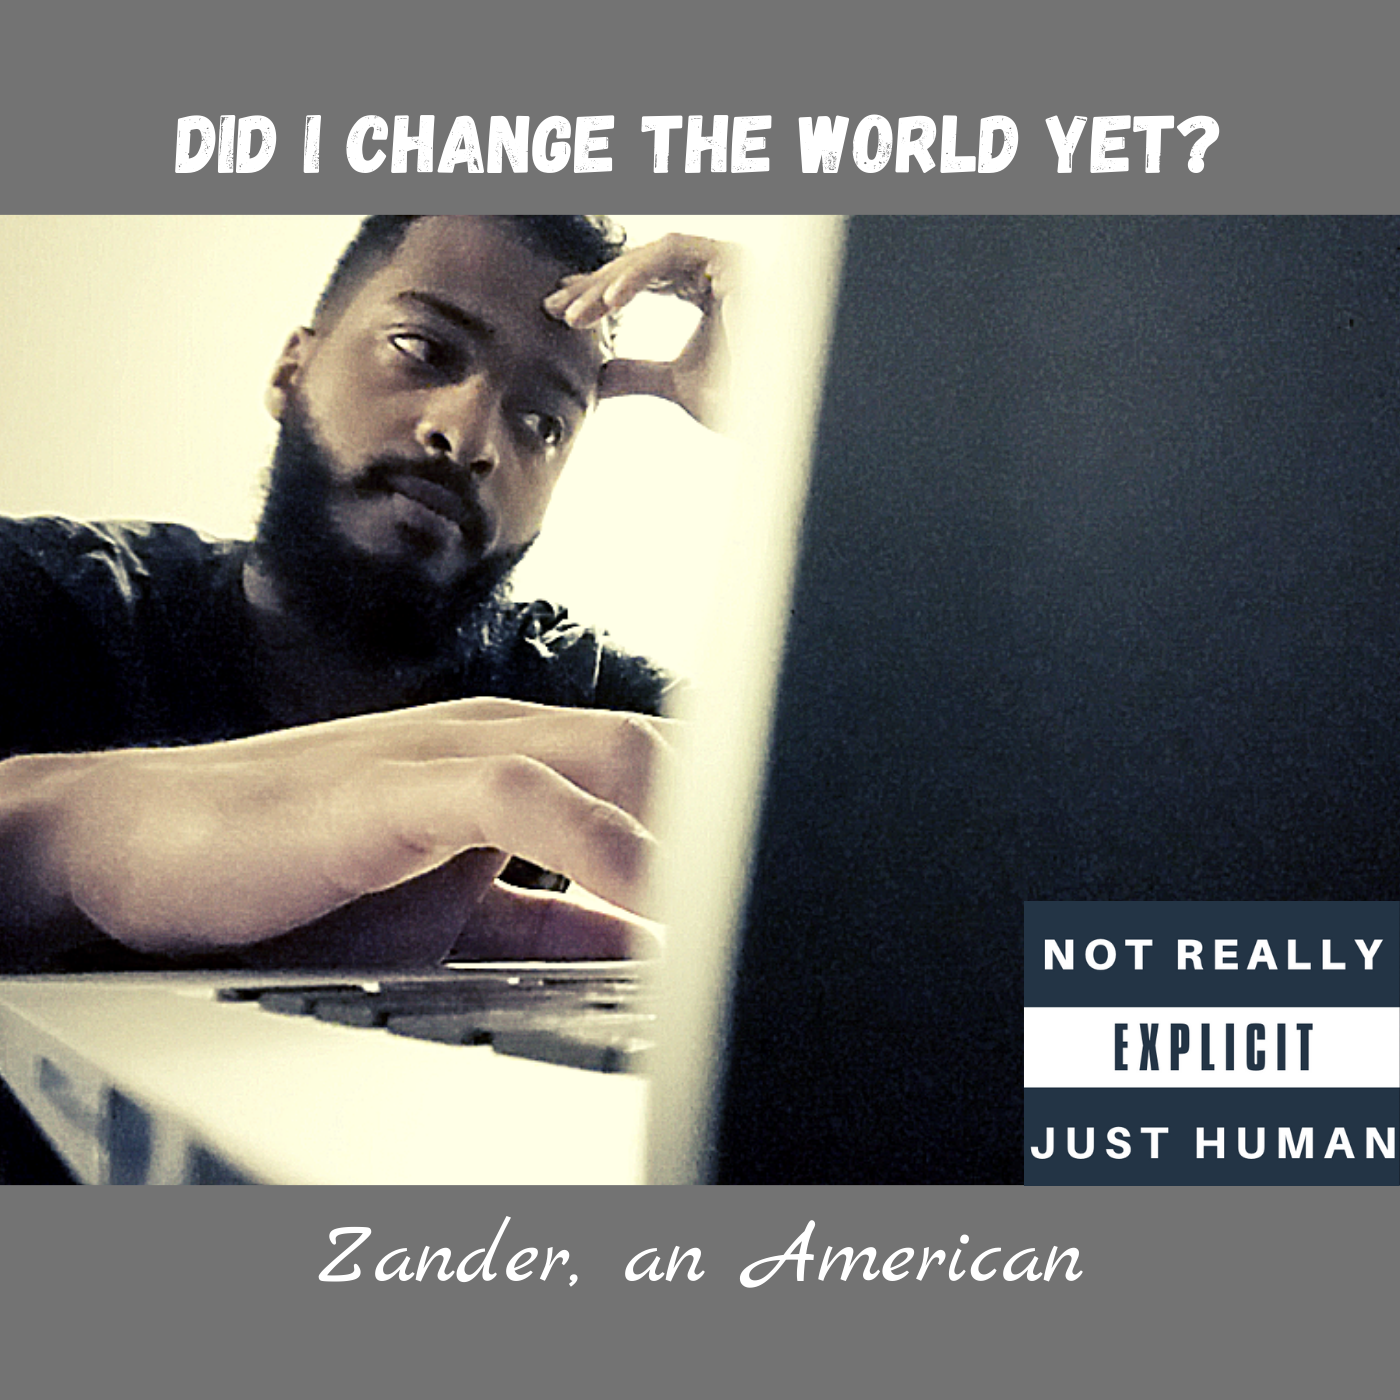 DID I CHANGE THE WORLD YET?
NOT REALLY
EXPLICIT
JUST HUMAN
Zander, an American